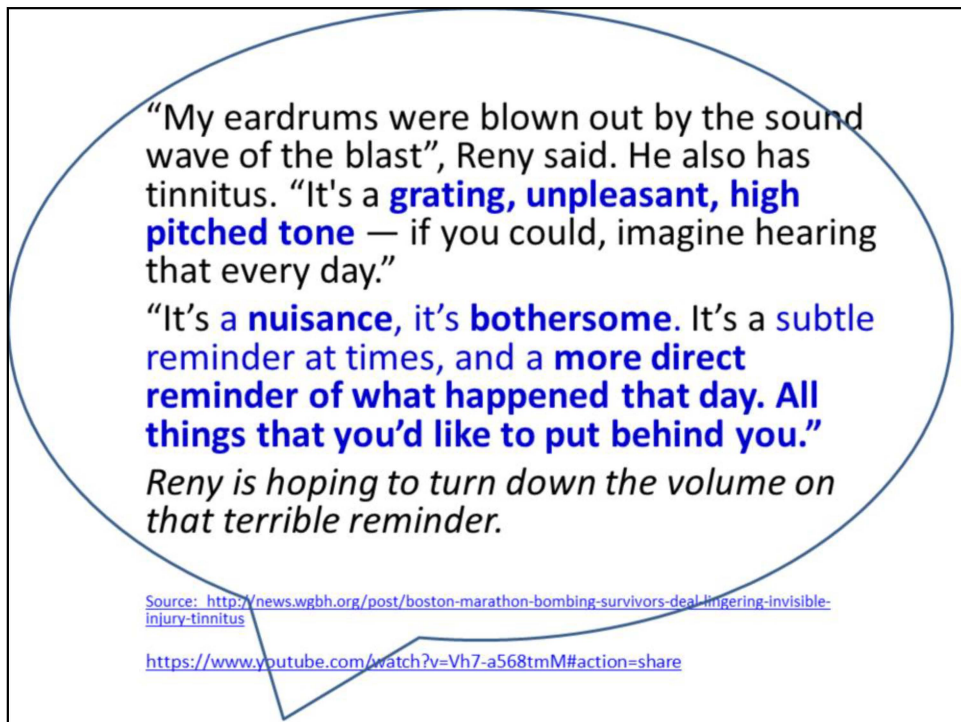 “My eardrums were blown out by the sound
wave of the blast”, Reny said. He also has
tinnitus. “It's a grating, unpleasant, high
pitched tone — if you could, imagine hearing
that every day.”
“It’s a nuisance, it’s bothersome. It’s a subtle
reminder at times, and a more direct
reminder of what happened that day. All
things that you’d like to put behind you.”
Reny is hoping to turn down the volume on
that terrible reminder.
Source: http://news.wgbh.org/post/boston-marathon-bombing-survivors-deal-lingering-invisible-
injury-tinnitus
https://www.youtube.com/watch?v=Vh7-a568tmM#action=share